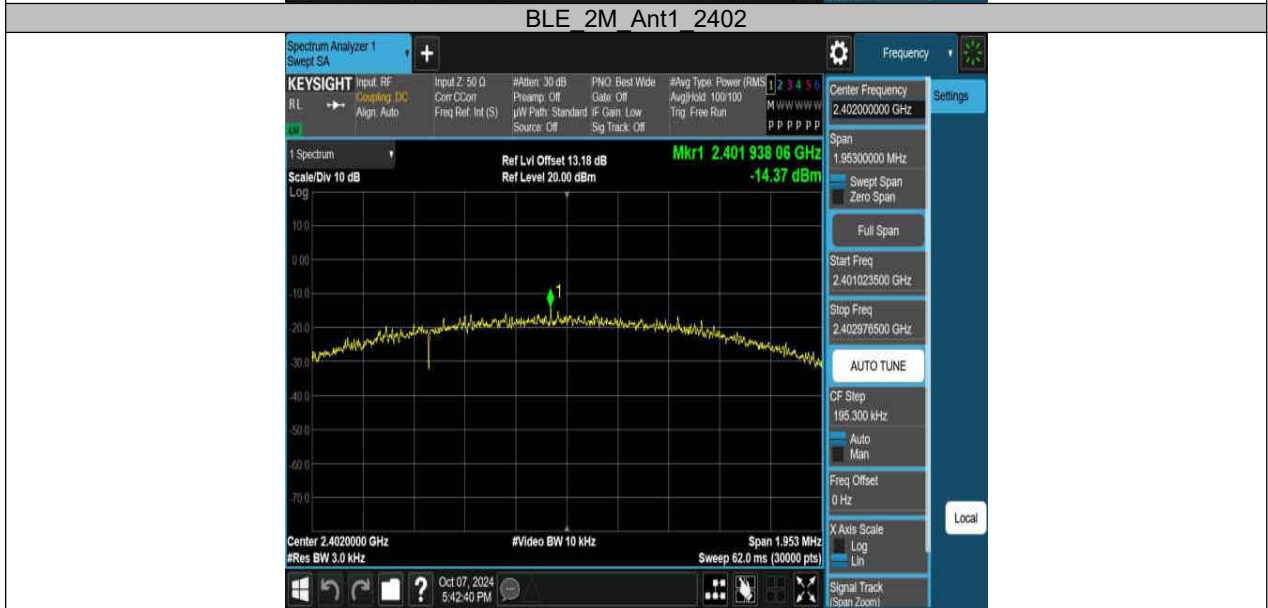 BLE_2M_Ant1_2402
Spectrum Analyzer 1
Swept SA
+
Frequency
KEYSIGHT
RL
LM
Input: RF
Coupling: DC
Align: Auto
Input Z: 50 Ω
Corr CCorr
Freq Ref: Int (S)
#Atten: 30 dB
Preamp: Off
µW Path: Standard
Source: Off
PNO: Best Wide
Gate: Off
IF Gain: Low
Sig Track: Off
#Avg Type: Power (RMS
Avg|Hold: 100/100
Trig: Free Run
1 2 3 4 5 6
M W W W W W
P P P P P P
Center Frequency
2.402000000 GHz
Settings
Span
1.95300000 MHz
Swept Span
Zero Span
Full Span
Start Freq
2.401023500 GHz
Stop Freq
2.402976500 GHz
AUTO TUNE
CF Step
195.300 kHz
Auto
Man
Freq Offset
0 Hz
X Axis Scale
Log
Lin
Local
Signal Track
(Span Zoom)
1 Spectrum
Scale/Div 10 dB
Log
Ref Lvl Offset 13.18 dB
Ref Level 20.00 dBm
Mkr1 2.401 938 06 GHz
-14.37 dBm
10.0
0.00
-10.0
-20.0
-30.0
-40.0
-50.0
-60.0
-70.0
1
Center 2.4020000 GHz
#Res BW 3.0 kHz
#Video BW 10 kHz
Span 1.953 MHz
Sweep 62.0 ms (30000 pts)
?
Oct 07, 2024
5:42:40 PM